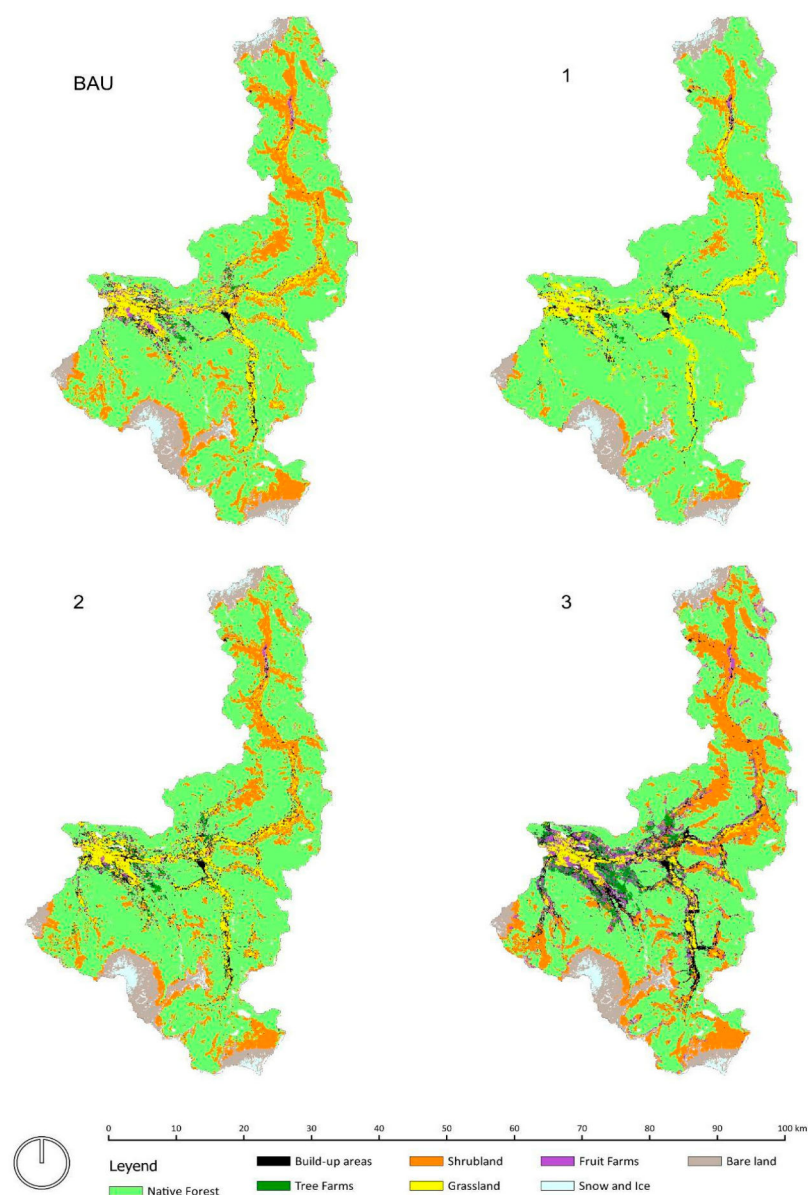 BAU
1
2
3
0 10 20 30 40 50 60 70 80 90 100 km
Leyend
Build-up areas Shrubland Fruit Farms Bare land
Native Forest Tree Farms Grassland Snow and Ice